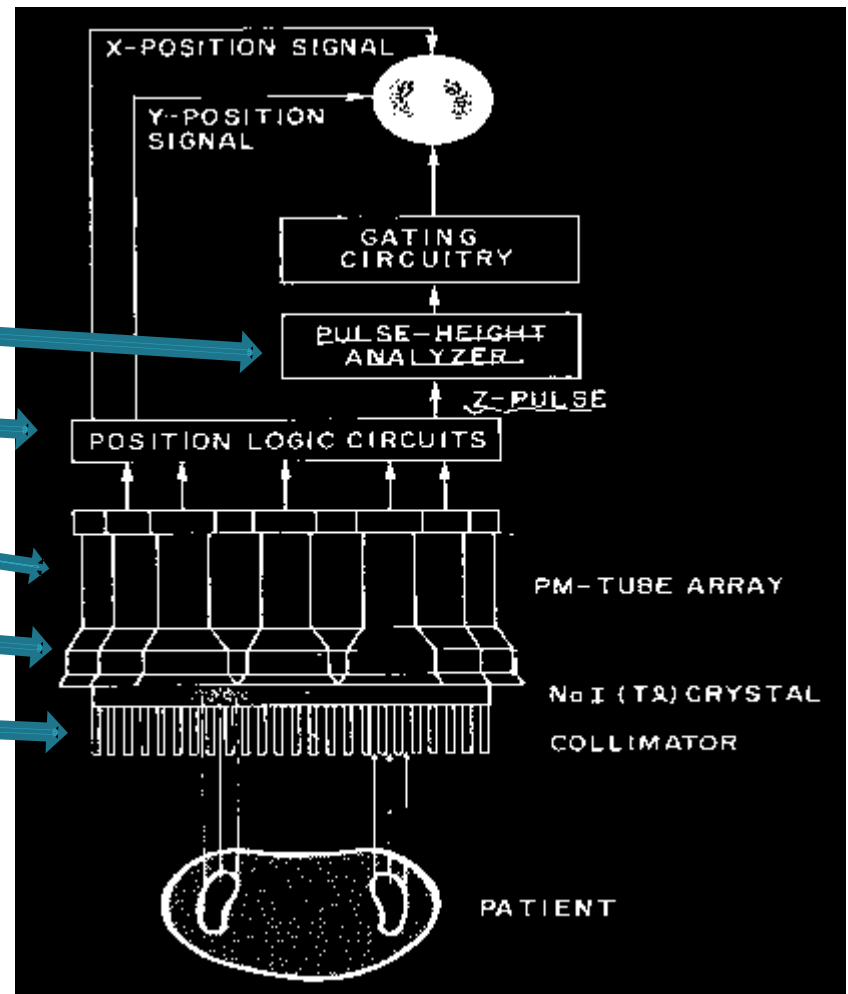 X-POSITION SIGNAL
Y-POSITION
SIGNAL
GATING
CIRCUITRY
PULSE-HEIGHT
ANALYZER
Z-PULSE
POSITION LOGIC CIRCUITS
PM-TUBE ARRAY
NaI (Tl) CRYSTAL
COLLIMATOR
PATIENT